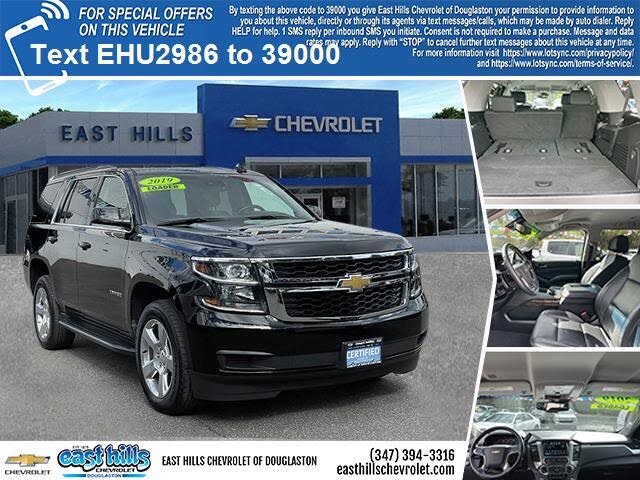 FOR SPECIAL OFFERS
ON THIS VEHICLE
Text EHU2986 to 39000
By texting the above code to 39000 you give East Hills Chevrolet of Douglaston your permission to provide information to
you about this vehicle, directly or through its agents via text messages/calls, which may be made by auto dialer. Reply
HELP for help. 1 SMS reply per inbound SMS you initiate. Consent is not required to make a purchase. Message and data
rates may apply. Reply with "STOP" to cancel further text messages about this vehicle at any time.
For more information visit https://www.lotsync.com/privacypolicy/
and https://www.lotsync.com/terms-of-service/.
EAST HILLS
CHEVROLET
2019
LOADED
CERTIFIED
2019
LOADED
CHEVROLET
east hills
CHEVROLET
OF DOUGLASTON
EAST HILLS CHEVROLET OF DOUGLASTON
(347) 394-3316
easthillschevrolet.com